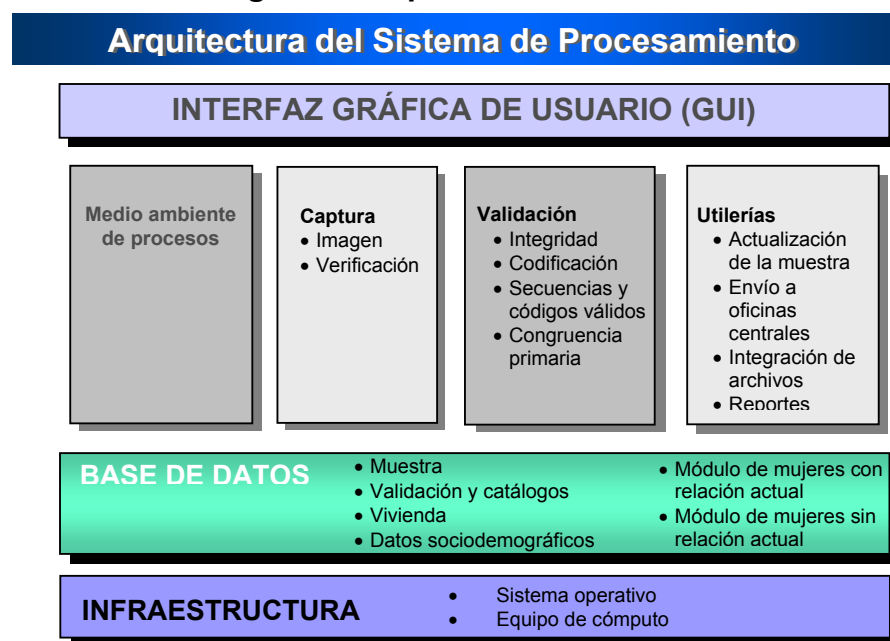 Arquitectura del Sistema de Procesamiento
INTERFAZ GRÁFICA DE USUARIO (GUI)
Medio ambiente
de procesos
Captura
• Imagen
• Verificación
Validación
• Integridad
• Codificación
• Secuencias y
códigos válidos
• Congruencia
primaria
Utilerías
• Actualización
de la muestra
• Envío a
oficinas
centrales
• Integración de
archivos
• Reportes
BASE DE DATOS
• Muestra
• Validación y catálogos
• Vivienda
• Datos sociodemográficos
• Módulo de mujeres con
relación actual
• Módulo de mujeres sin
relación actual
INFRAESTRUCTURA
• Sistema operativo
• Equipo de cómputo